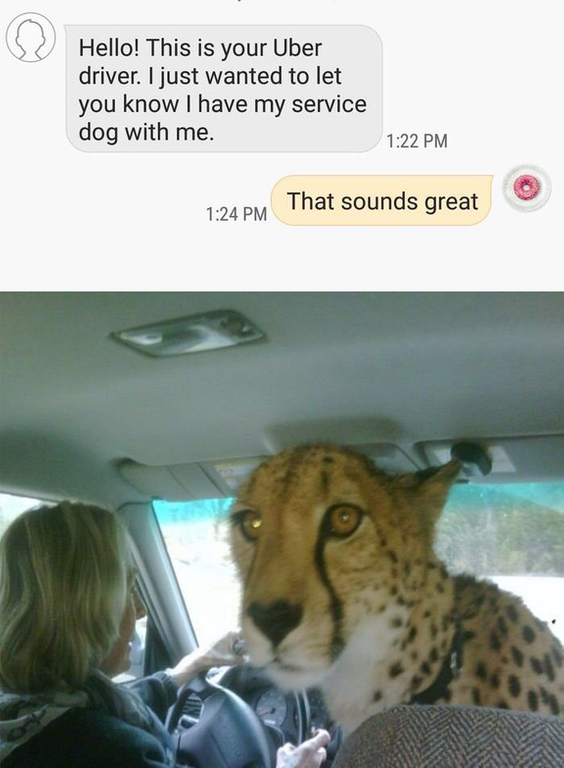 Hello! This is your Uber
driver. I just wanted to let
you know I have my service
dog with me.
1:22 PM
That sounds great
1:24 PM